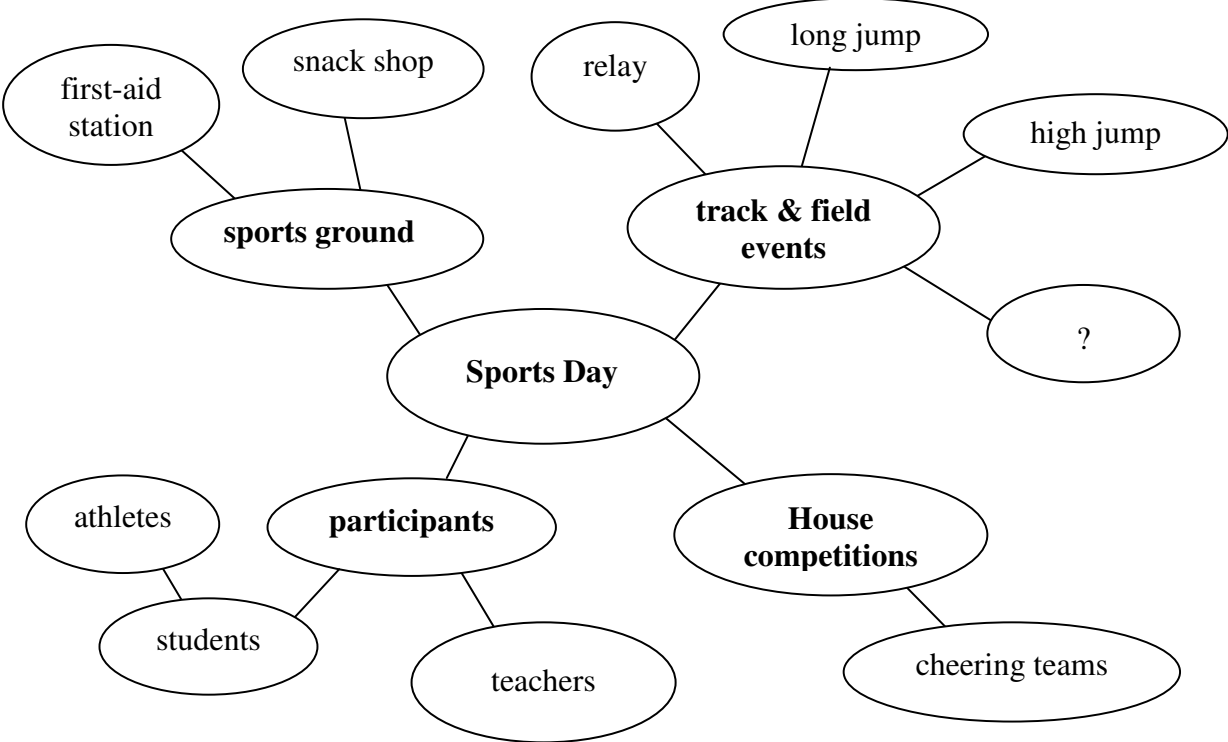 first-aid
station
snack shop
relay
long jump
high jump
sports ground
track & field
events
?
Sports Day
athletes
participants
House
competitions
students
teachers
cheering teams